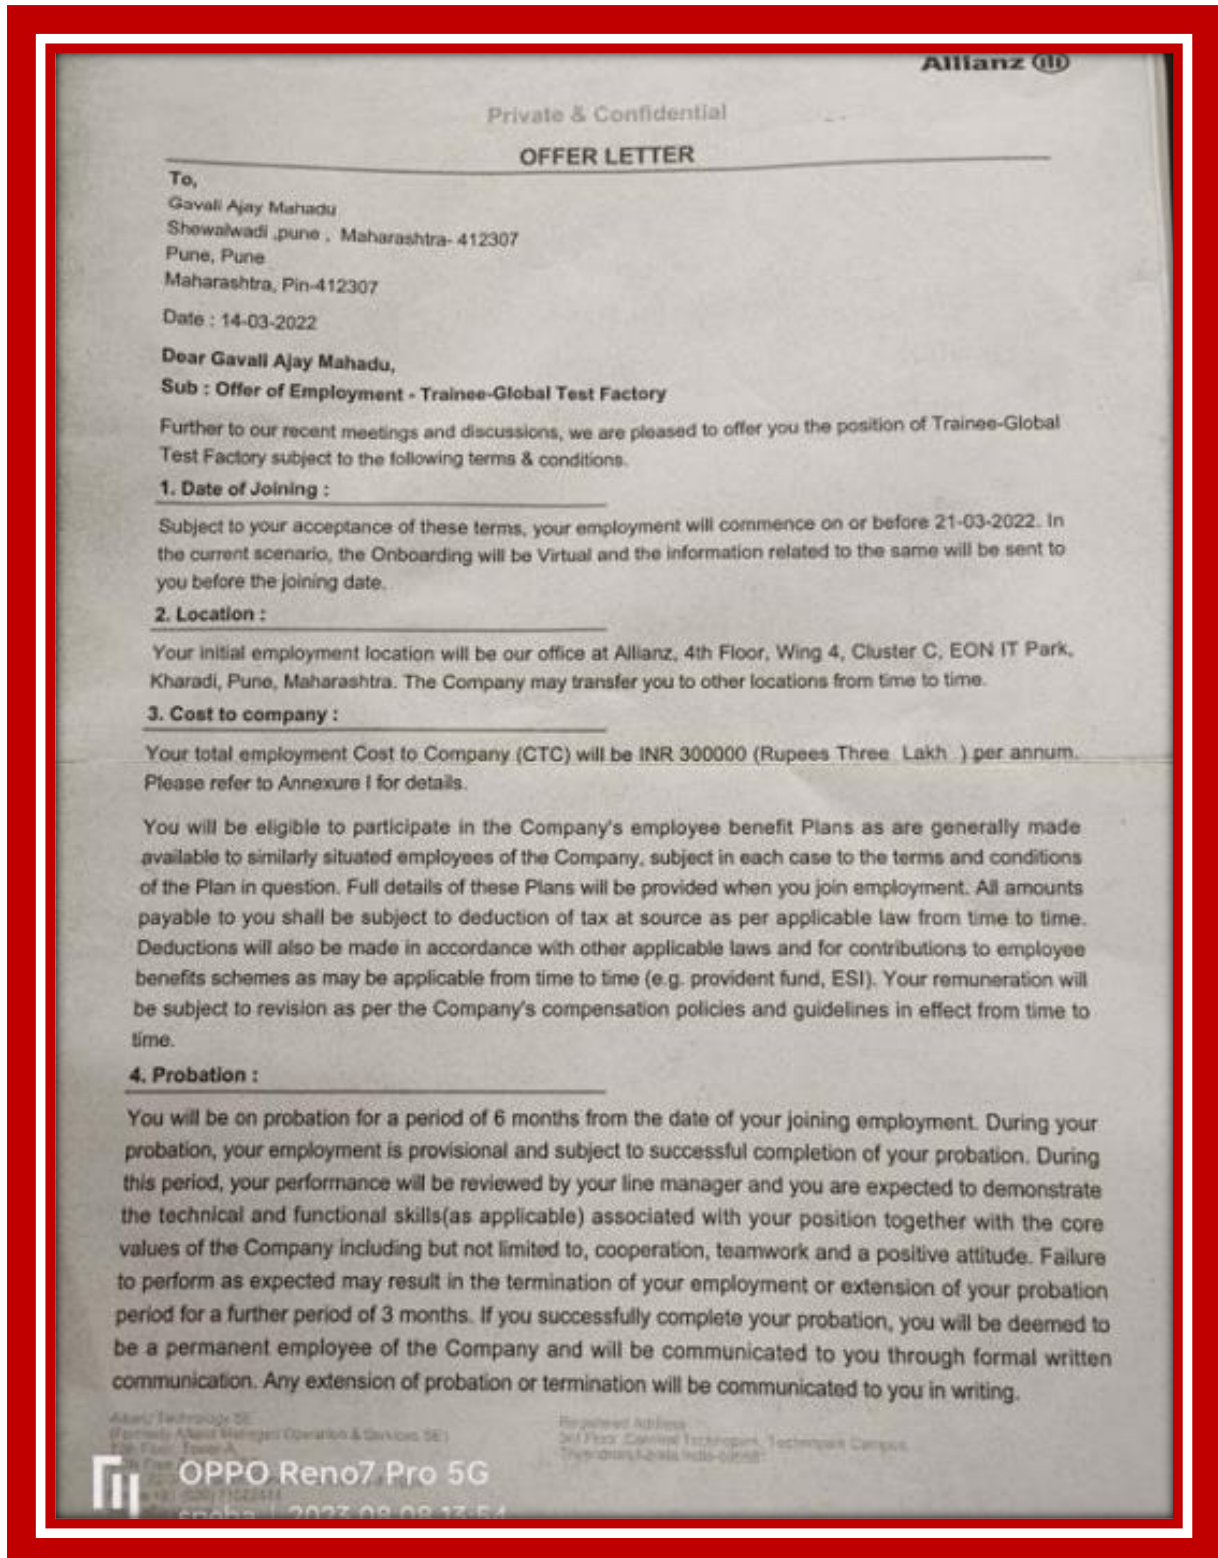 Allianz
Private & Confidential
OFFER LETTER
To,
Gavali Ajay Mahadu
Shewalwadi ,pune , Maharashtra- 412307
Pune, Pune
Maharashtra, Pin-412307
Date : 14-03-2022
Dear Gavali Ajay Mahadu,
Sub : Offer of Employment - Trainee-Global Test Factory
Further to our recent meetings and discussions, we are pleased to offer you the position of Trainee-Global
Test Factory subject to the following terms & conditions.
1. Date of Joining :
Subject to your acceptance of these terms, your employment will commence on or before 21-03-2022. In
the current scenario, the Onboarding will be Virtual and the information related to the same will be sent to
you before the joining date.
2. Location :
Your initial employment location will be our office at Allianz, 4th Floor, Wing 4, Cluster C, EON IT Park,
Kharadi, Pune, Maharashtra. The Company may transfer you to other locations from time to time.
3. Cost to company :
Your total employment Cost to Company (CTC) will be INR 300000 (Rupees Three Lakh ) per annum.
Please refer to Annexure I for details.
You will be eligible to participate in the Company's employee benefit Plans as are generally made
available to similarly situated employees of the Company, subject in each case to the terms and conditions
of the Plan in question. Full details of these Plans will be provided when you join employment. All amounts
payable to you shall be subject to deduction of tax at source as per applicable law from time to time.
Deductions will also be made in accordance with other applicable laws and for contributions to employee
benefits schemes as may be applicable from time to time (e.g. provident fund, ESI). Your remuneration will
be subject to revision as per the Company's compensation policies and guidelines in effect from time to
time.
4. Probation :
You will be on probation for a period of 6 months from the date of your joining employment. During your
probation, your employment is provisional and subject to successful completion of your probation. During
this period, your performance will be reviewed by your line manager and you are expected to demonstrate
the technical and functional skills(as applicable) associated with your position together with the core
values of the Company including but not limited to, cooperation, teamwork and a positive attitude. Failure
to perform as expected may result in the termination of your employment or extension of your probation
period for a further period of 3 months. If you successfully complete your probation, you will be deemed to
be a permanent employee of the Company and will be communicated to you through formal written
communication. Any extension of probation or termination will be communicated to you in writing.
Registered Address
OPPO Reno7 Pro 5G
2023.08.08 13:54